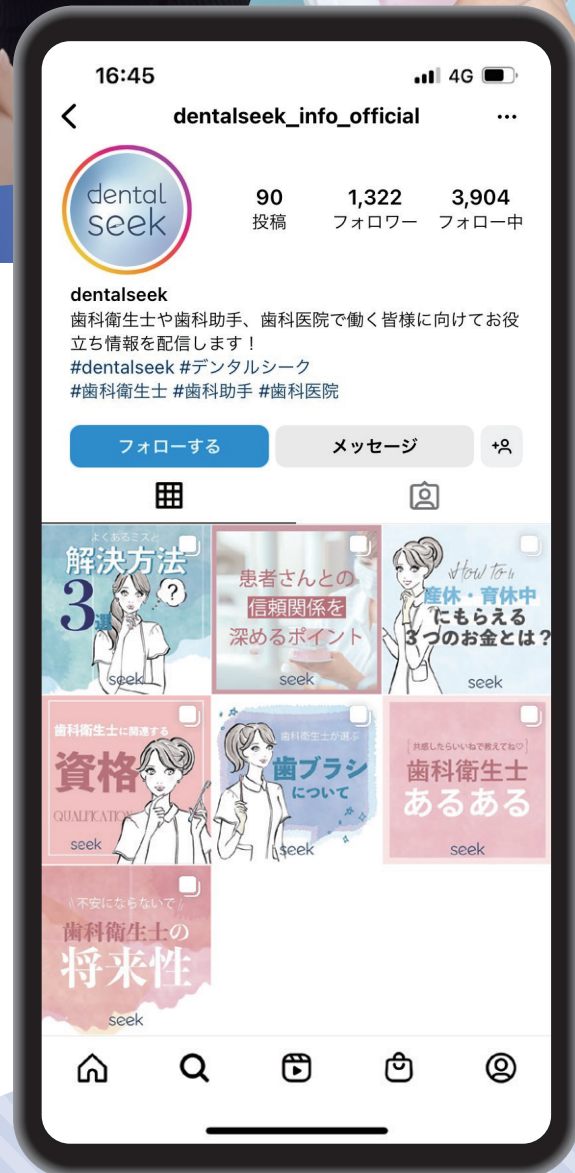 16:45
4G
dentalseek_info_official
dental
seek
90
1,322
3,904
投稿
フォロワー
フォロー中
dentalseek
歯科衛生士や歯科助手、歯科医院で働く皆様に向けてお役
立ち情報を配信します！
#dentalseek #デンタルシーク
#歯科衛生士 #歯科助手 #歯科医院
フォローする
メッセージ
よくあるミスと
解決方法
3選
?
seek
患者さんとの
信頼関係を
深めるポイント
seek
How to
産休・育休中
にもらえる
3つのお金とは？
seek
歯科衛生士に関連する
資格
QUALIFICATION
seek
歯科衛生士が選ぶ
歯ブラシ
について
seek
[共感したらいいねで教えてね♡]
歯科衛生士
あるある
seek
\\不安にならないで//
歯科衛生士の
将来性
seek